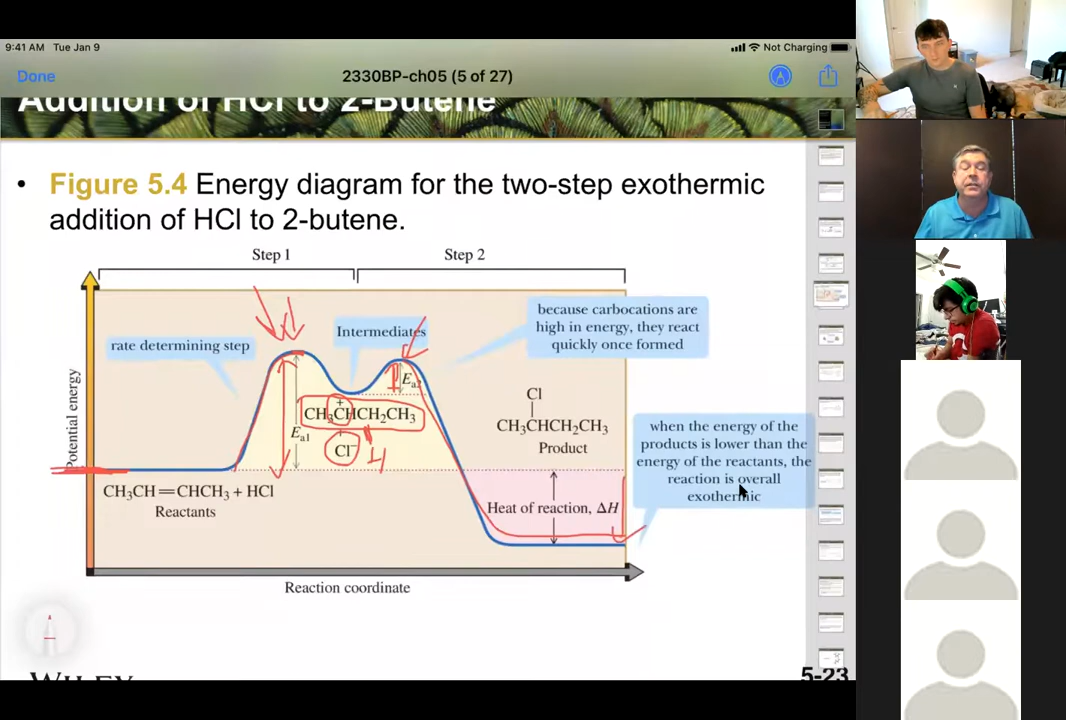 9:41 AM Tue Jan 9
Not Charging
Done
2330BP-ch05 (5 of 27)
Addition of HCl to 2-Butene
• Figure 5.4 Energy diagram for the two-step exothermic
addition of HCl to 2-butene.
Step 1
Step 2
rate determining step
Intermediates
because carbocations are
high in energy, they react
quickly once formed
Potential energy
Ea1
Ea2
+
CH₃CHCH₂CH₃
+
Cl⁻
4
Cl
CH₃CHCH₂CH₃
Product
when the energy of the
products is lower than the
energy of the reactants, the
reaction is overall
exothermic
CH₃CH=CHCH₃ + HCl
Reactants
Heat of reaction, ΔH
Reaction coordinate
WILEY
5-23